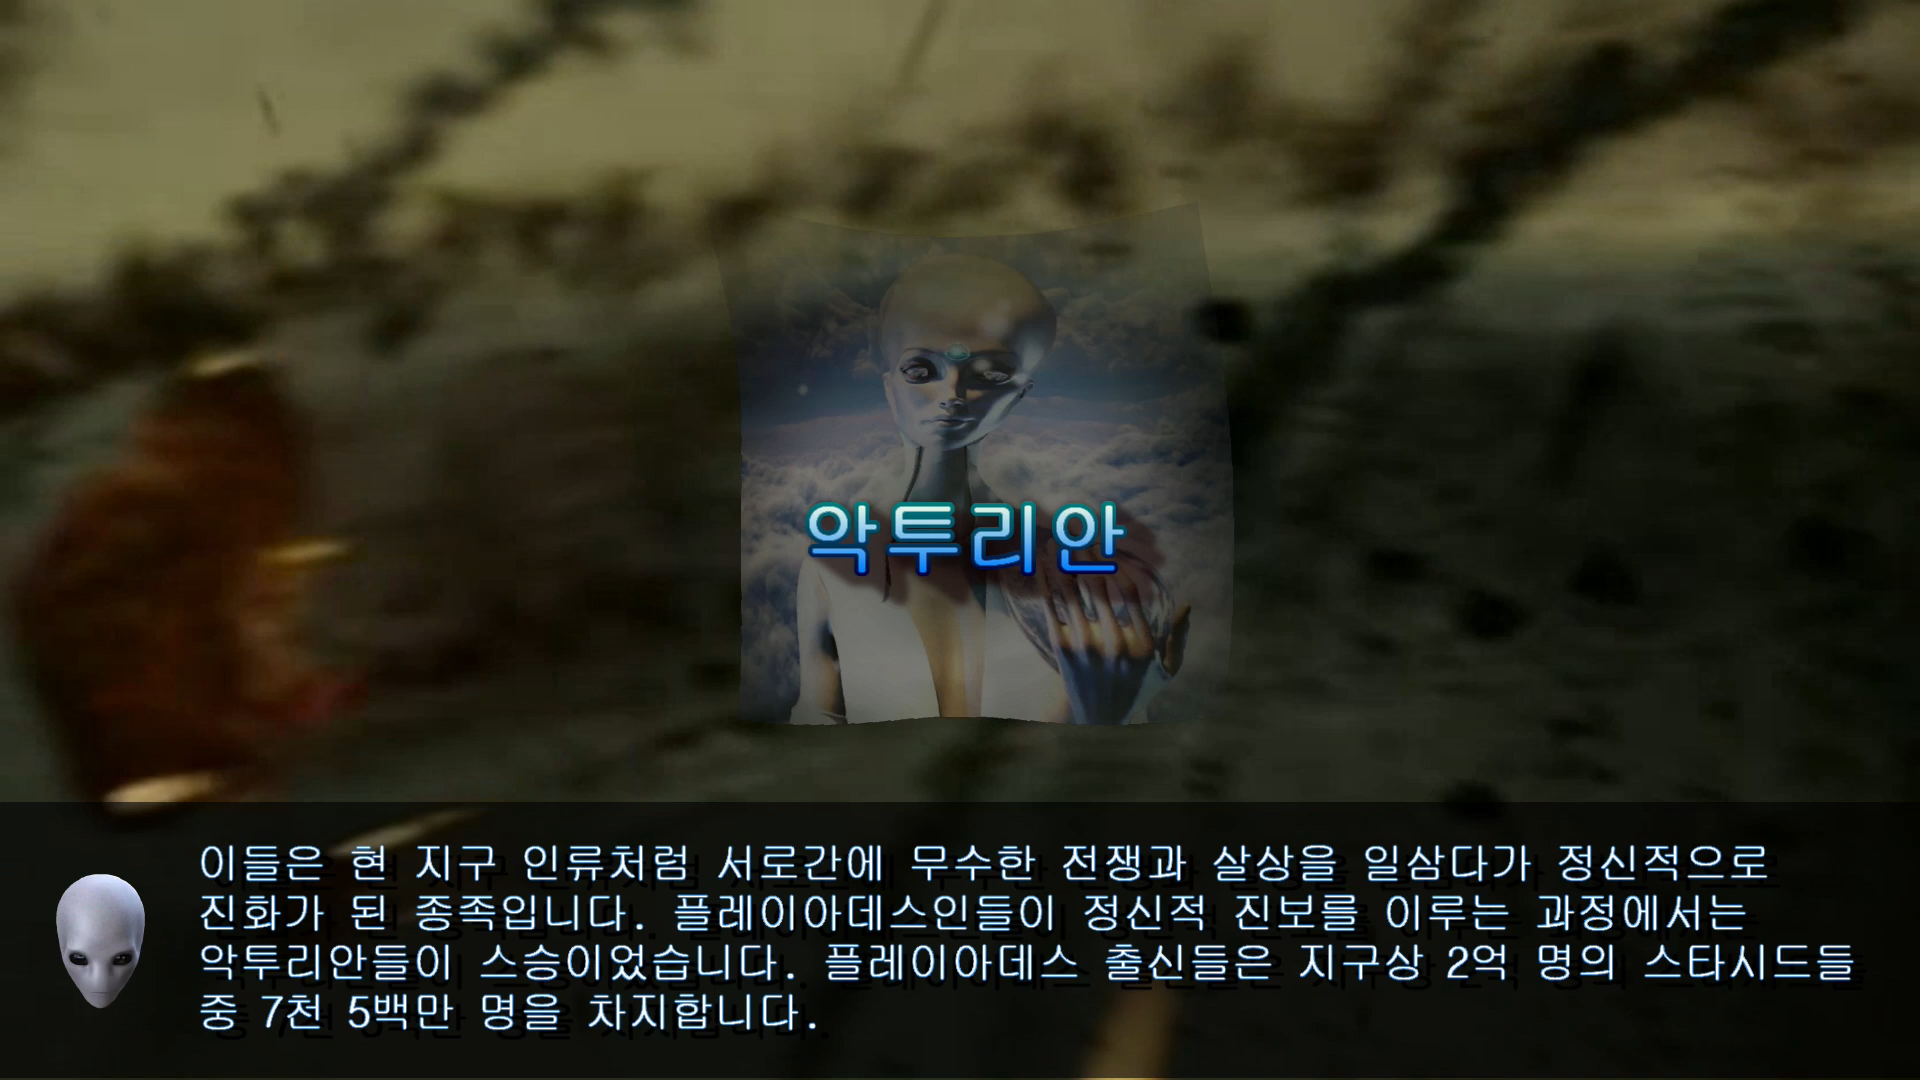 악투리안
이들은 현 지구 인류처럼 서로간에 무수한 전쟁과 살상을 일삼다가 정신적으로
진화가 된 종족입니다. 플레이아데스인들이 정신적 진보를 이루는 과정에서는
악투리안들이 스승이었습니다. 플레이아데스 출신들은 지구상 2억 명의 스타시드들
중 7천 5백만 명을 차지합니다.